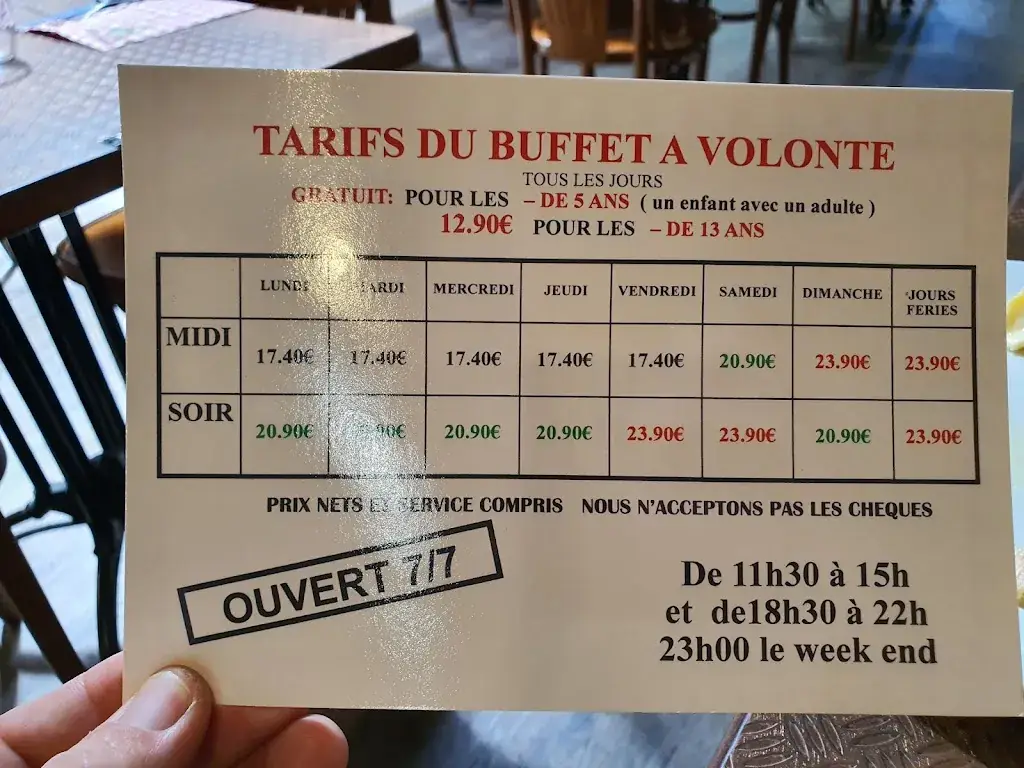 TARIFS DU BUFFET A VOLONTE
TOUS LES JOURS
GRATUIT: POUR LES – DE 5 ANS ( un enfant avec un adulte )
12.90€ POUR LES – DE 13 ANS
LUNDI MARDI MERCREDI JEUDI VENDREDI SAMEDI DIMANCHE JOURS FERIES
MIDI 17.40€ 17.40€ 17.40€ 17.40€ 17.40€ 20.90€ 23.90€ 23.90€
SOIR 20.90€ 20.90€ 20.90€ 20.90€ 23.90€ 23.90€ 20.90€ 23.90€
PRIX NETS ET SERVICE COMPRIS NOUS N'ACCEPTONS PAS LES CHEQUES
OUVERT 7/7
De 11h30 à 15h
et de18h30 à 22h
23h00 le week end